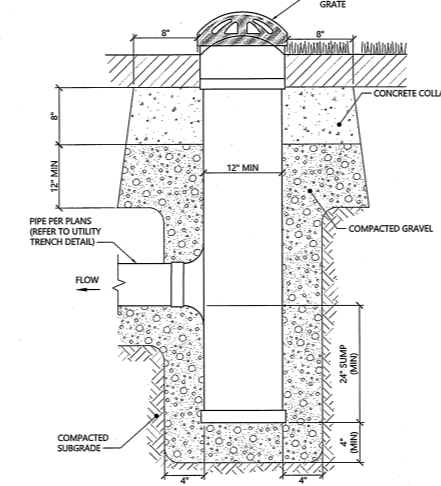 GRATE
8"
8"
CONCRETE COLLA
8"
12" MIN
12" MIN
PIPE PER PLANS
(REFER TO UTILITY
TRENCH DETAIL)
COMPACTED GRAVEL
FLOW
24" SUMP
(MIN)
COMPACTED
SUBGRADE
4"
(MIN)
4"
4"